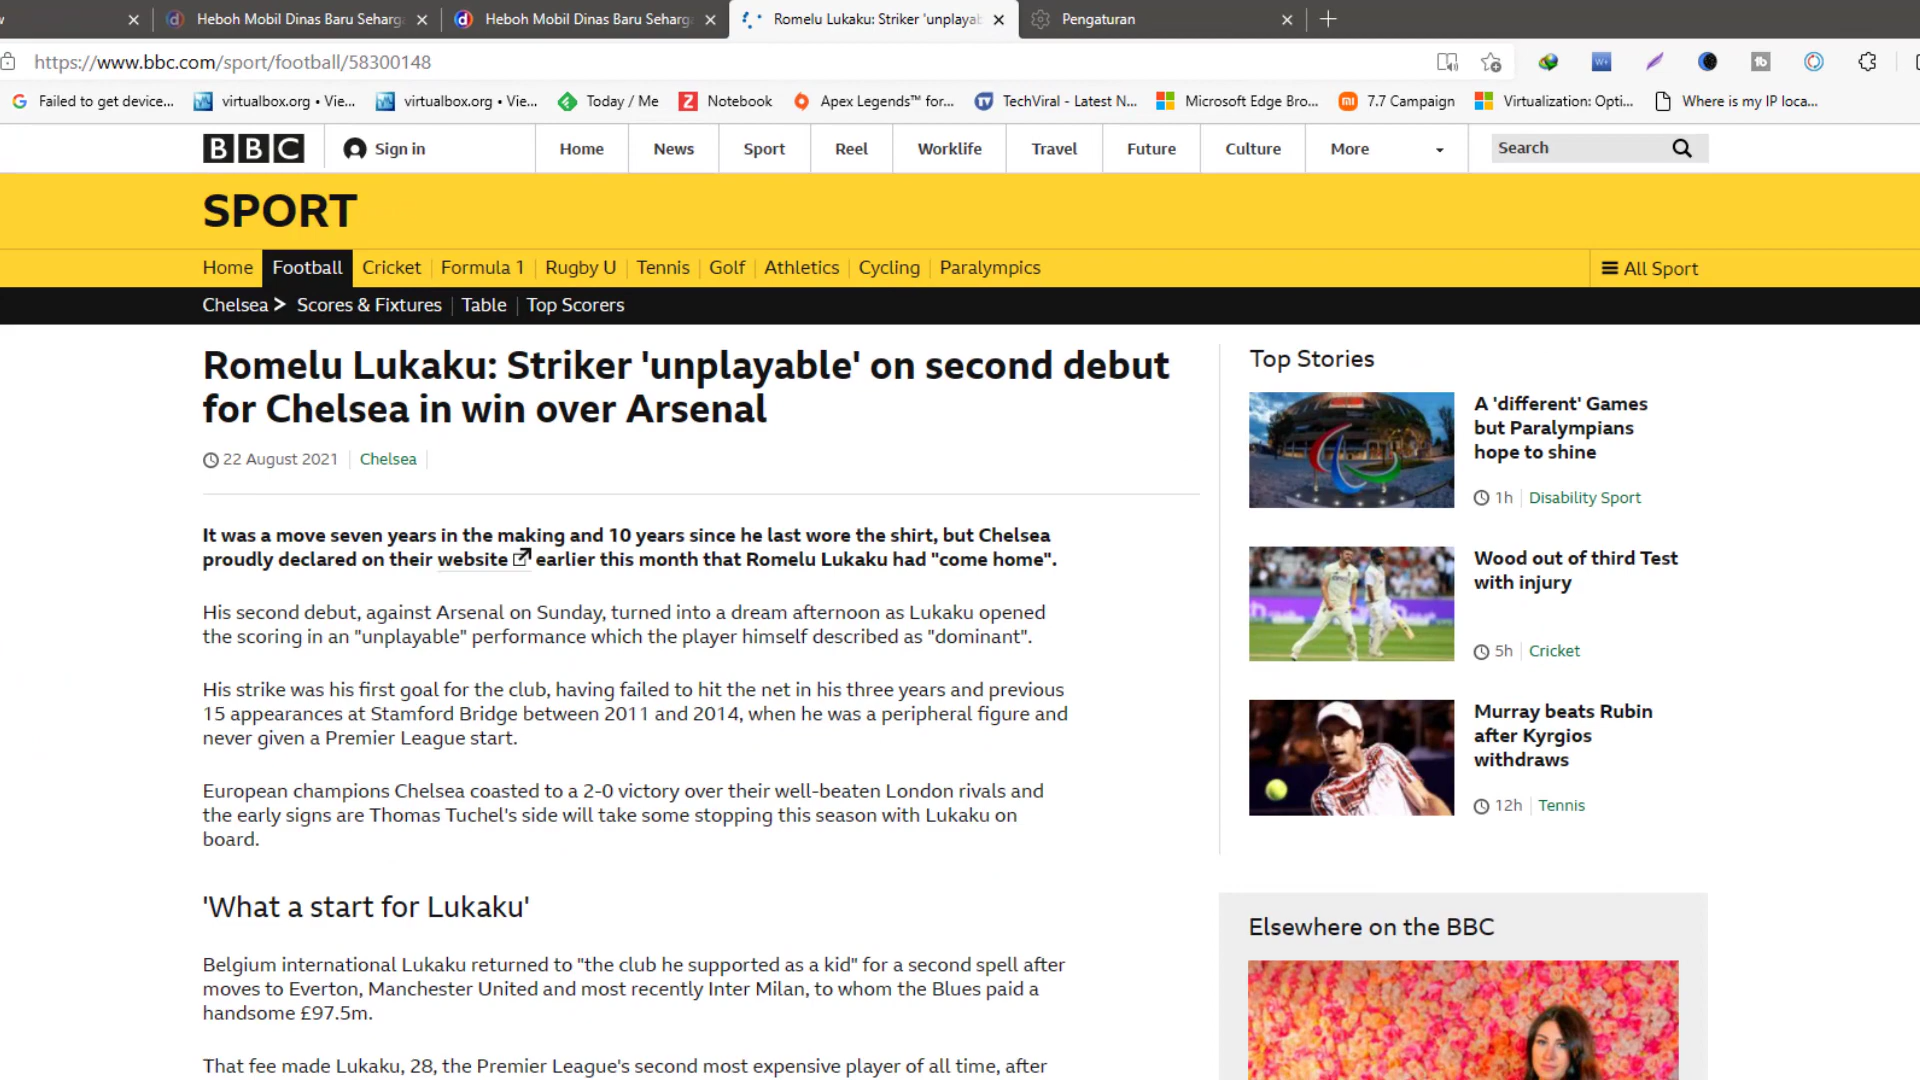 Heboh Mobil Dinas Baru Seharg
Heboh Mobil Dinas Baru Seharg
Romelu Lukaku: Striker 'unplayab
Pengaturan
https://www.bbc.com/sport/football/58300148
Failed to get device...
virtualbox.org • Vie...
virtualbox.org • Vie...
Today / Me
Notebook
Apex Legends™ for...
TechViral - Latest N...
Microsoft Edge Bro...
7.7 Campaign
Virtualization: Opti...
Where is my IP loca...
BBC
Sign in
Home
News
Sport
Reel
Worklife
Travel
Future
Culture
More
Search
SPORT
Home
Football
Cricket
Formula 1
Rugby U
Tennis
Golf
Athletics
Cycling
Paralympics
All Sport
Chelsea
Scores & Fixtures
Table
Top Scorers
Romelu Lukaku: Striker 'unplayable' on second debut
for Chelsea in win over Arsenal
22 August 2021
Chelsea
It was a move seven years in the making and 10 years since he last wore the shirt, but Chelsea
proudly declared on their website earlier this month that Romelu Lukaku had "come home".
His second debut, against Arsenal on Sunday, turned into a dream afternoon as Lukaku opened
the scoring in an "unplayable" performance which the player himself described as "dominant".
His strike was his first goal for the club, having failed to hit the net in his three years and previous
15 appearances at Stamford Bridge between 2011 and 2014, when he was a peripheral figure and
never given a Premier League start.
European champions Chelsea coasted to a 2-0 victory over their well-beaten London rivals and
the early signs are Thomas Tuchel's side will take some stopping this season with Lukaku on
board.
'What a start for Lukaku'
Belgium international Lukaku returned to "the club he supported as a kid" for a second spell after
moves to Everton, Manchester United and most recently Inter Milan, to whom the Blues paid a
handsome £97.5m.
That fee made Lukaku, 28, the Premier League's second most expensive player of all time, after
Top Stories
A 'different' Games
but Paralympians
hope to shine
1h
Disability Sport
Wood out of third Test
with injury
5h
Cricket
Murray beats Rubin
after Kyrgios
withdraws
12h
Tennis
Elsewhere on the BBC